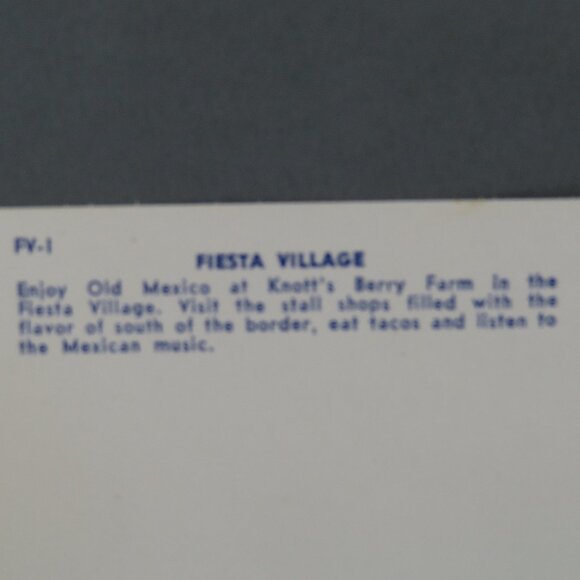 FV-1
FIESTA VILLAGE
Enjoy Old Mexico at Knott's Berry Farm in the
Fiesta Village. Visit the stall shops filled with the
flavor of south of the border, eat tacos and listen to
the Mexican music.